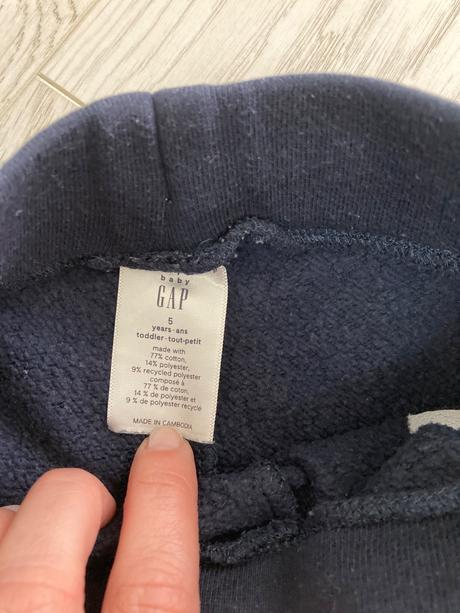 baby
GAP
5
years·ans
toddler·tout-petit
made with
77% cotton,
14% polyester,
9% recycled polyester
composé à
77 % de coton,
14 % de polyester et
9 % de polyester recyclé
MADE IN CAMBODIA